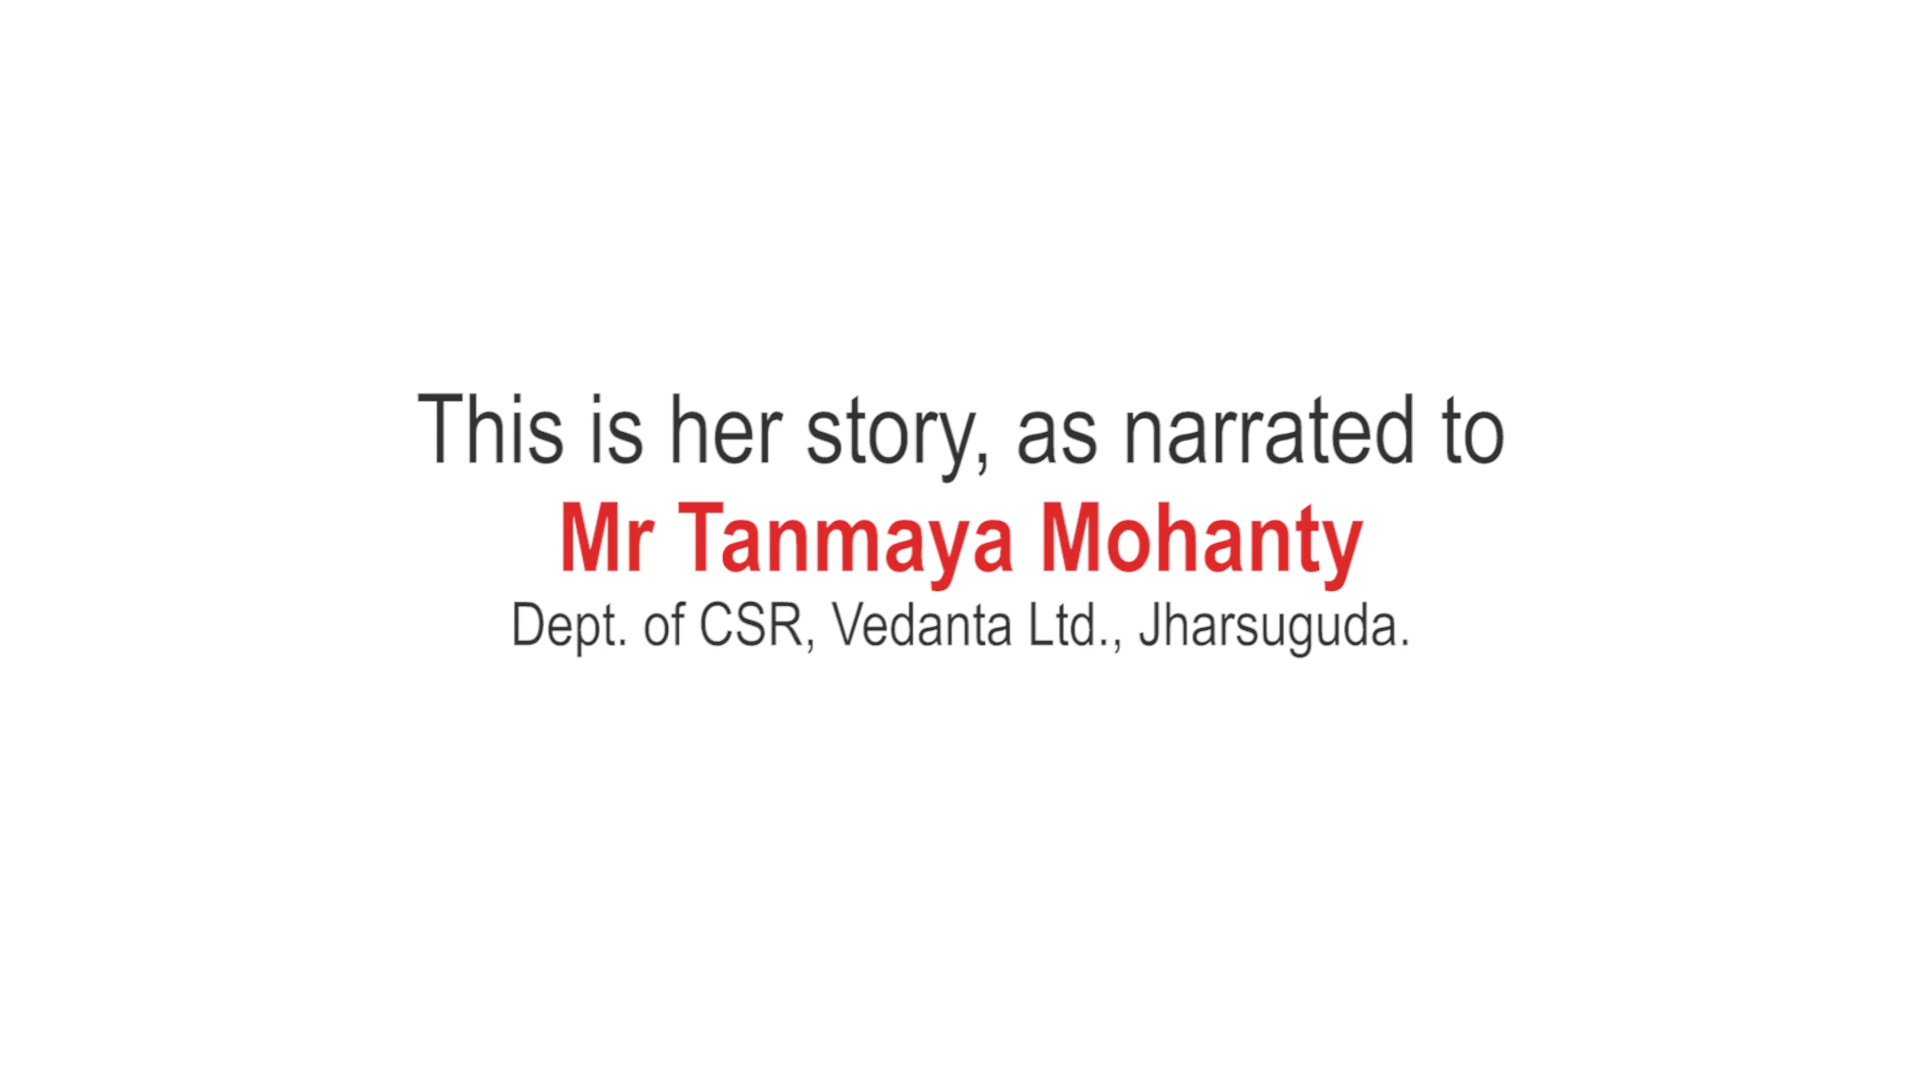 This is her story, as narrated to
Mr Tanmaya Mohanty
Dept. of CSR, Vedanta Ltd., Jharsuguda.